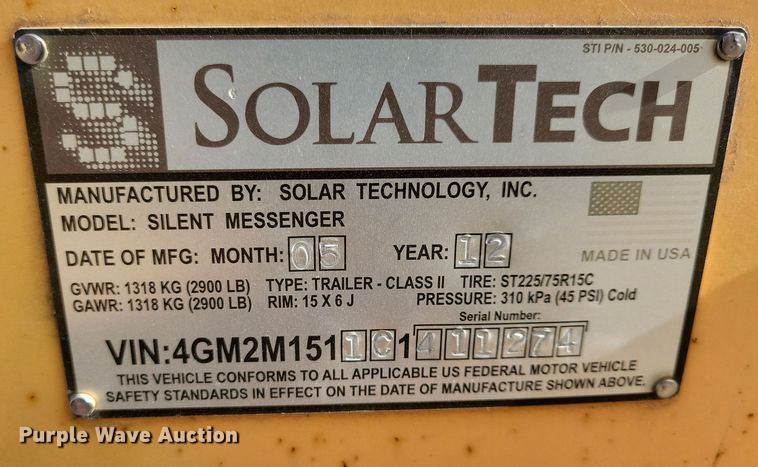 STI P/N - 530-024-005
SOLARTECH
MANUFACTURED BY: SOLAR TECHNOLOGY, INC.
MODEL: SILENT MESSENGER
DATE OF MFG: MONTH: 05 YEAR: 12
MADE IN USA
GVWR: 1318 KG (2900 LB) TYPE: TRAILER - CLASS II TIRE: ST225/75R15C
GAWR: 1318 KG (2900 LB) RIM: 15 X 6 J PRESSURE: 310 kPa (45 PSI) Cold
Serial Number:
VIN:4GM2M1511C1411274
THIS VEHICLE CONFORMS TO ALL APPLICABLE US FEDERAL MOTOR VEHICLE
SAFETY STANDARDS IN EFFECT ON THE DATE OF MANUFACTURE SHOWN ABOVE.
Purple Wave Auction